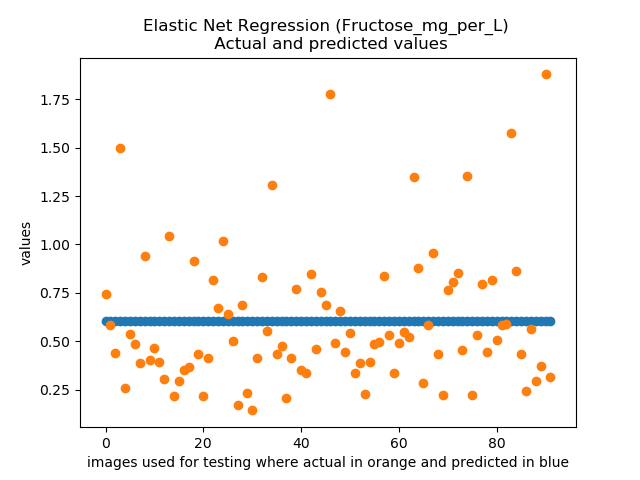 Elastic Net Regression (Fructose_mg_per_L)
Actual and predicted values
1.75
1.50
1.25
1.00
0.75
0.50
0.25
values
0 20 40 60 80
images used for testing where actual in orange and predicted in blue